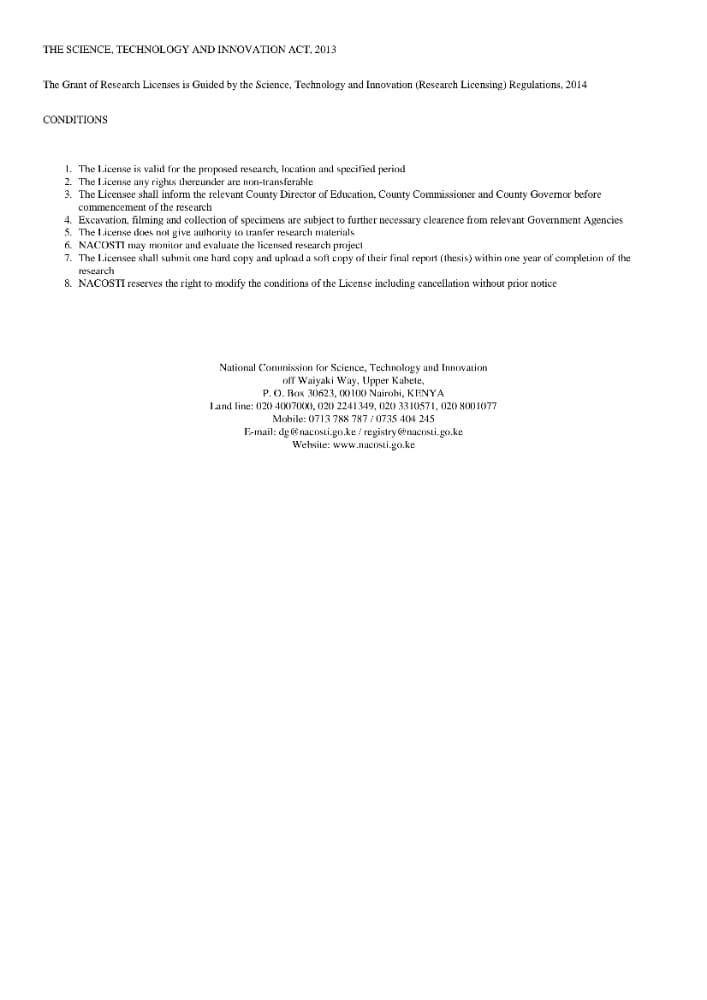 THE SCIENCE, TECHNOLOGY AND INNOVATION ACT, 2013
The Grant of Research Licenses is Guided by the Science, Technology and Innovation (Research Licensing) Regulations, 2014
CONDITIONS
1. The License is valid for the proposed research, location and specified period
2. The License any rights thereunder are non-transferable
3. The Licensee shall inform the relevant County Director of Education, County Commissioner and County Governor before
commencement of the research
4. Excavation, filming and collection of specimens are subject to further necessary clearence from relevant Government Agencies
5. The License does not give authority to tranfer research materials
6. NACOSTI may monitor and evaluate the licensed research project
7. The Licensee shall submit one hard copy and upload a soft copy of their final report (thesis) within one year of completion of the
research
8. NACOSTI reserves the right to modify the conditions of the License including cancellation without prior notice
National Commission for Science, Technology and Innovation
off Waiyaki Way, Upper Kabete,
P. O. Box 30623, 00100 Nairobi, KENYA
Land line: 020 4007000, 020 2241349, 020 3310571, 020 8001077
Mobile: 0713 788 787 / 0735 404 245
E-mail: dg@nacosti.go.ke / registry@nacosti.go.ke
Website: www.nacosti.go.ke